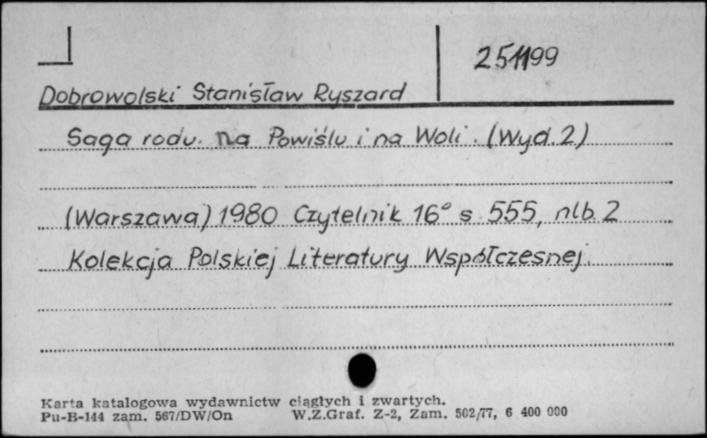 251199
Dobrowolski Stanisław Ryszard
Saga rodu. Na Powiślu i na Woli. (Wyd. 2)
(Warszawa) 1980 Czytelnik 16° s. 555, nlb. 2
Kolekcja Polskiej Literatury Współczesnej.
Karta katalogowa wydawnictw ciągłych i zwartych.
Pu-B-144 zam. 567/DW/On W.Z.Graf. Z-2, Zam. 502/77, 6 400 000